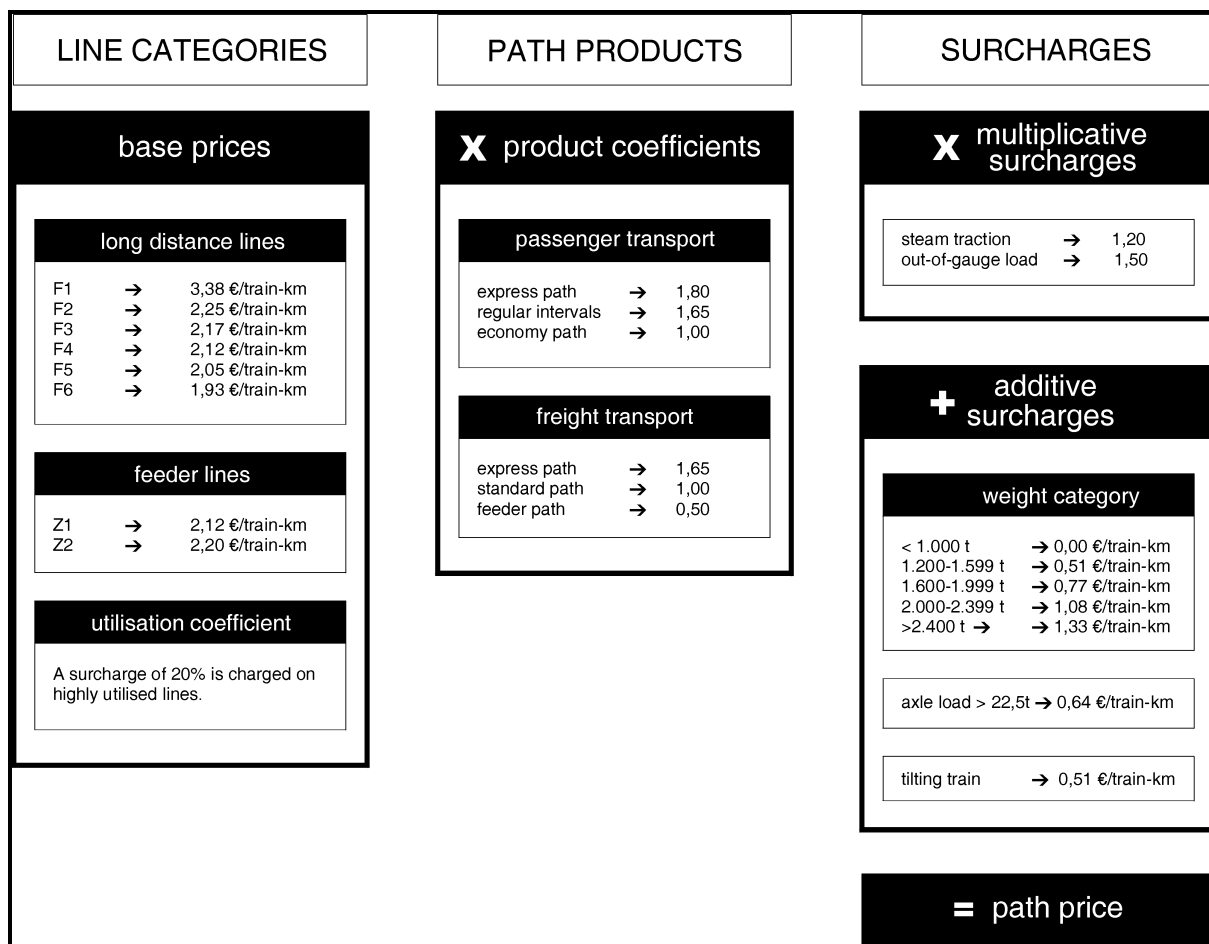 LINE CATEGORIES
base prices
long distance lines
F1 → 3,38 €/train-km
F2 → 2,25 €/train-km
F3 → 2,17 €/train-km
F4 → 2,12 €/train-km
F5 → 2,05 €/train-km
F6 → 1,93 €/train-km
feeder lines
Z1 → 2,12 €/train-km
Z2 → 2,20 €/train-km
utilisation coefficient
A surcharge of 20% is charged on
highly utilised lines.
PATH PRODUCTS
x product coefficients
passenger transport
express path → 1,80
regular intervals → 1,65
economy path → 1,00
freight transport
express path → 1,65
standard path → 1,00
feeder path → 0,50
SURCHARGES
x multiplicative
surcharges
steam traction → 1,20
out-of-gauge load → 1,50
+ additive
surcharges
weight category
< 1.000 t → 0,00 €/train-km
1.200-1.599 t → 0,51 €/train-km
1.600-1.999 t → 0,77 €/train-km
2.000-2.399 t → 1,08 €/train-km
>2.400 t → → 1,33 €/train-km
axle load > 22,5t → 0,64 €/train-km
tilting train → 0,51 €/train-km
= path price